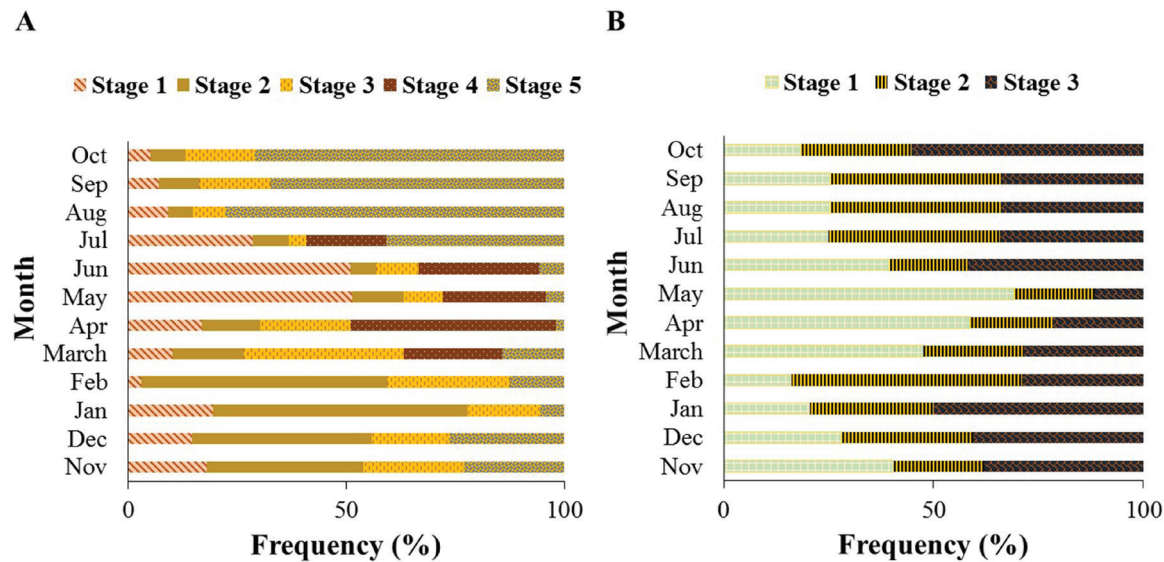 A
Stage 1 Stage 2 Stage 3 Stage 4 Stage 5
Month
Oct
Sep
Aug
Jul
Jun
May
Apr
March
Feb
Jan
Dec
Nov
0 50 100
Frequency (%)
B
Stage 1 Stage 2 Stage 3
Month
Oct
Sep
Aug
Jul
Jun
May
Apr
March
Feb
Jan
Dec
Nov
0 50 100
Frequency (%)